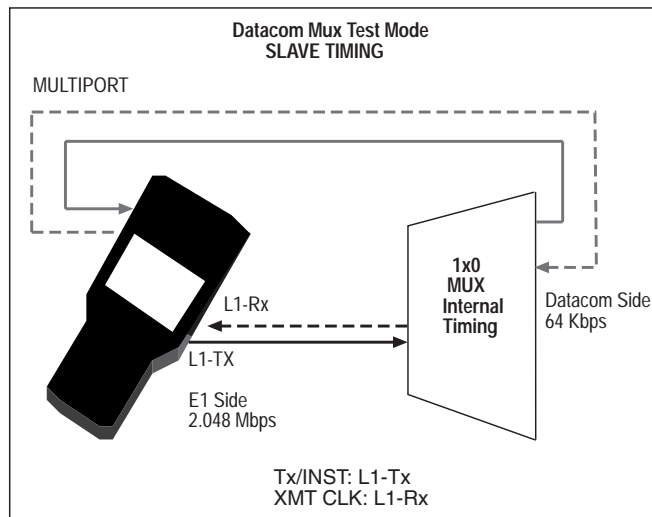 Datacom Mux Test Mode
SLAVE TIMING
MULTIPORT
1x0
MUX
Internal
Timing
Datacom Side
64 Kbps
L1-Rx
L1-TX
E1 Side
2.048 Mbps
Tx/INST: L1-Tx
XMT CLK: L1-Rx